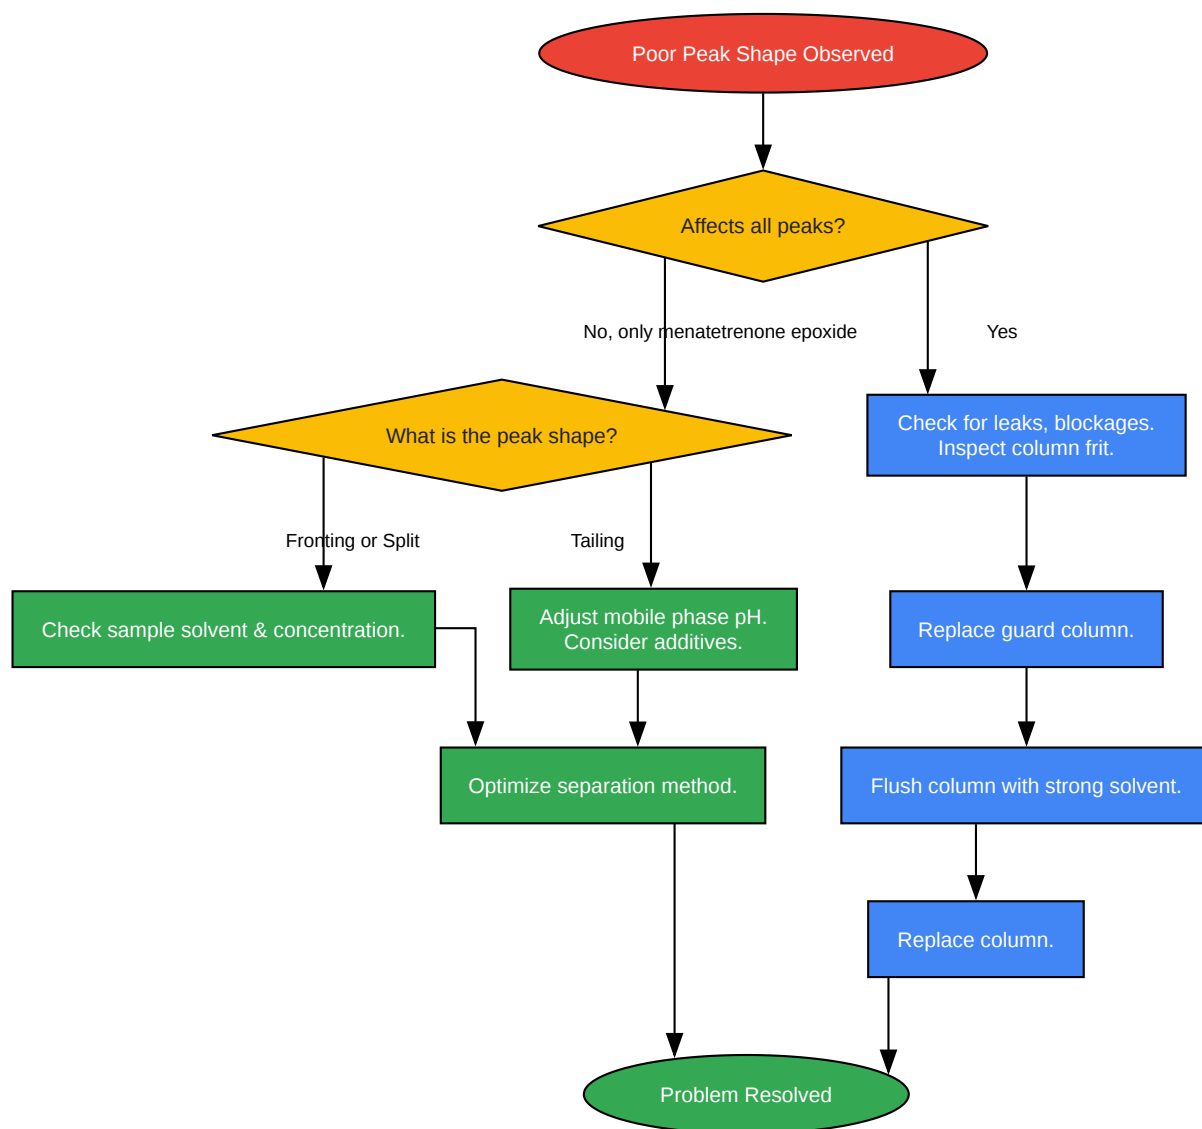 Poor Peak Shape Observed
Affects all peaks?
No, only menatetrenone epoxide
Yes
What is the peak shape?
Check for leaks, blockages.
Inspect column frit.
Fronting or Split
Tailing
Check sample solvent & concentration.
Adjust mobile phase pH.
Consider additives.
Replace guard column.
Optimize separation method.
Flush column with strong solvent.
Replace column.
Problem Resolved